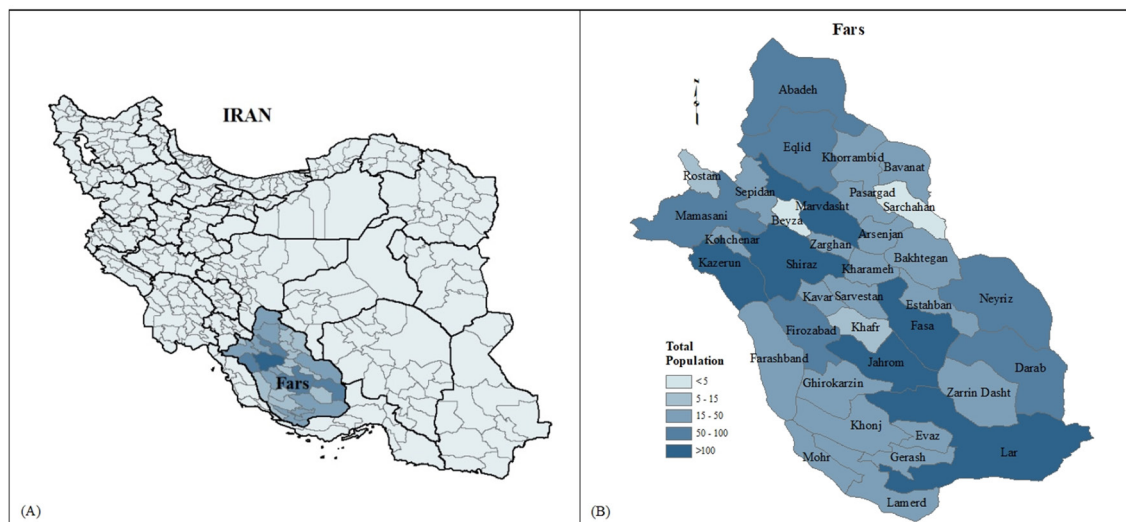 IRAN
Fars
(A)
Fars
Abadeh
Eqlid
Khorrambid
Bavanat
Rostam
Sepidan
Pasargad
Sarchahan
Mamasani
Marvdasht
Beyza
Kohchenar
Zarghan
Arsenjan
Bakhtegan
Kazerun
Shiraz
Kharameh
Kavar
Sarvestan
Estahban
Neyriz
Firozabad
Khafr
Fasa
Farashband
Jahrom
Darab
Ghirokarzin
Zarrin Dasht
Khonj
Evaz
Mohr
Gerash
Lar
Lamerd
Total
Population
<5
5 - 15
15 - 50
50 - 100
>100
(B)